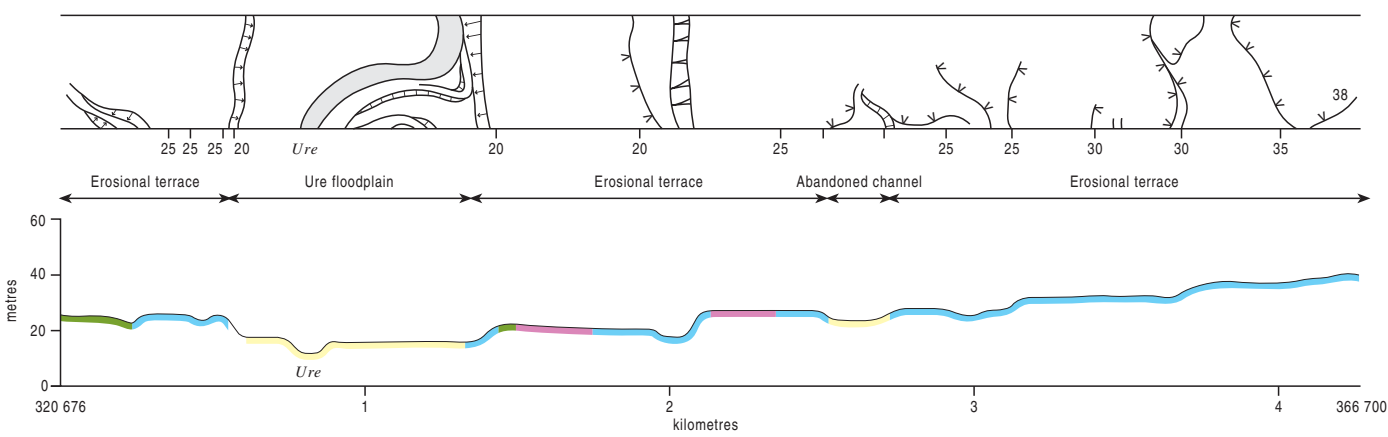 38
25 25 25 20 Ure 20 20 25 25 25 30 30 35
Erosional terrace Ure floodplain Erosional terrace Abandoned channel Erosional terrace
60
40
metres
20
Ure
0
320 676 1 2 3 4 366 700
kilometres